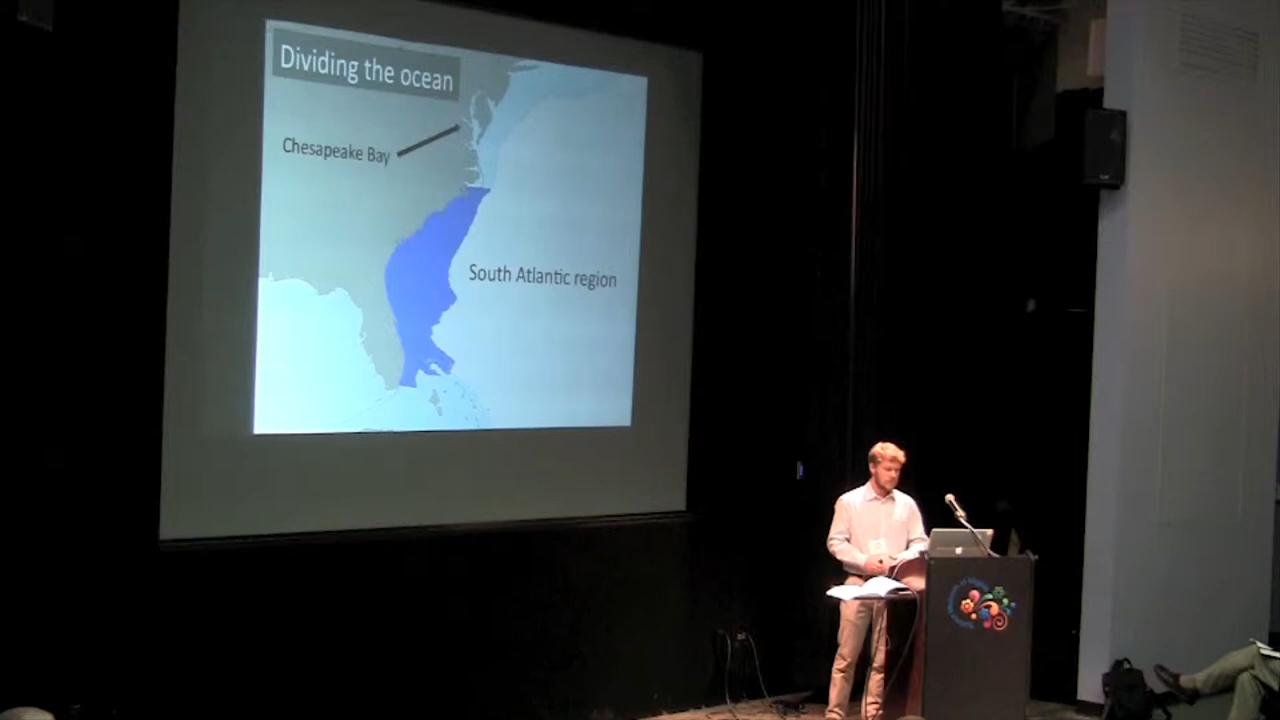 Dividing the ocean
Chesapeake Bay
South Atlantic region